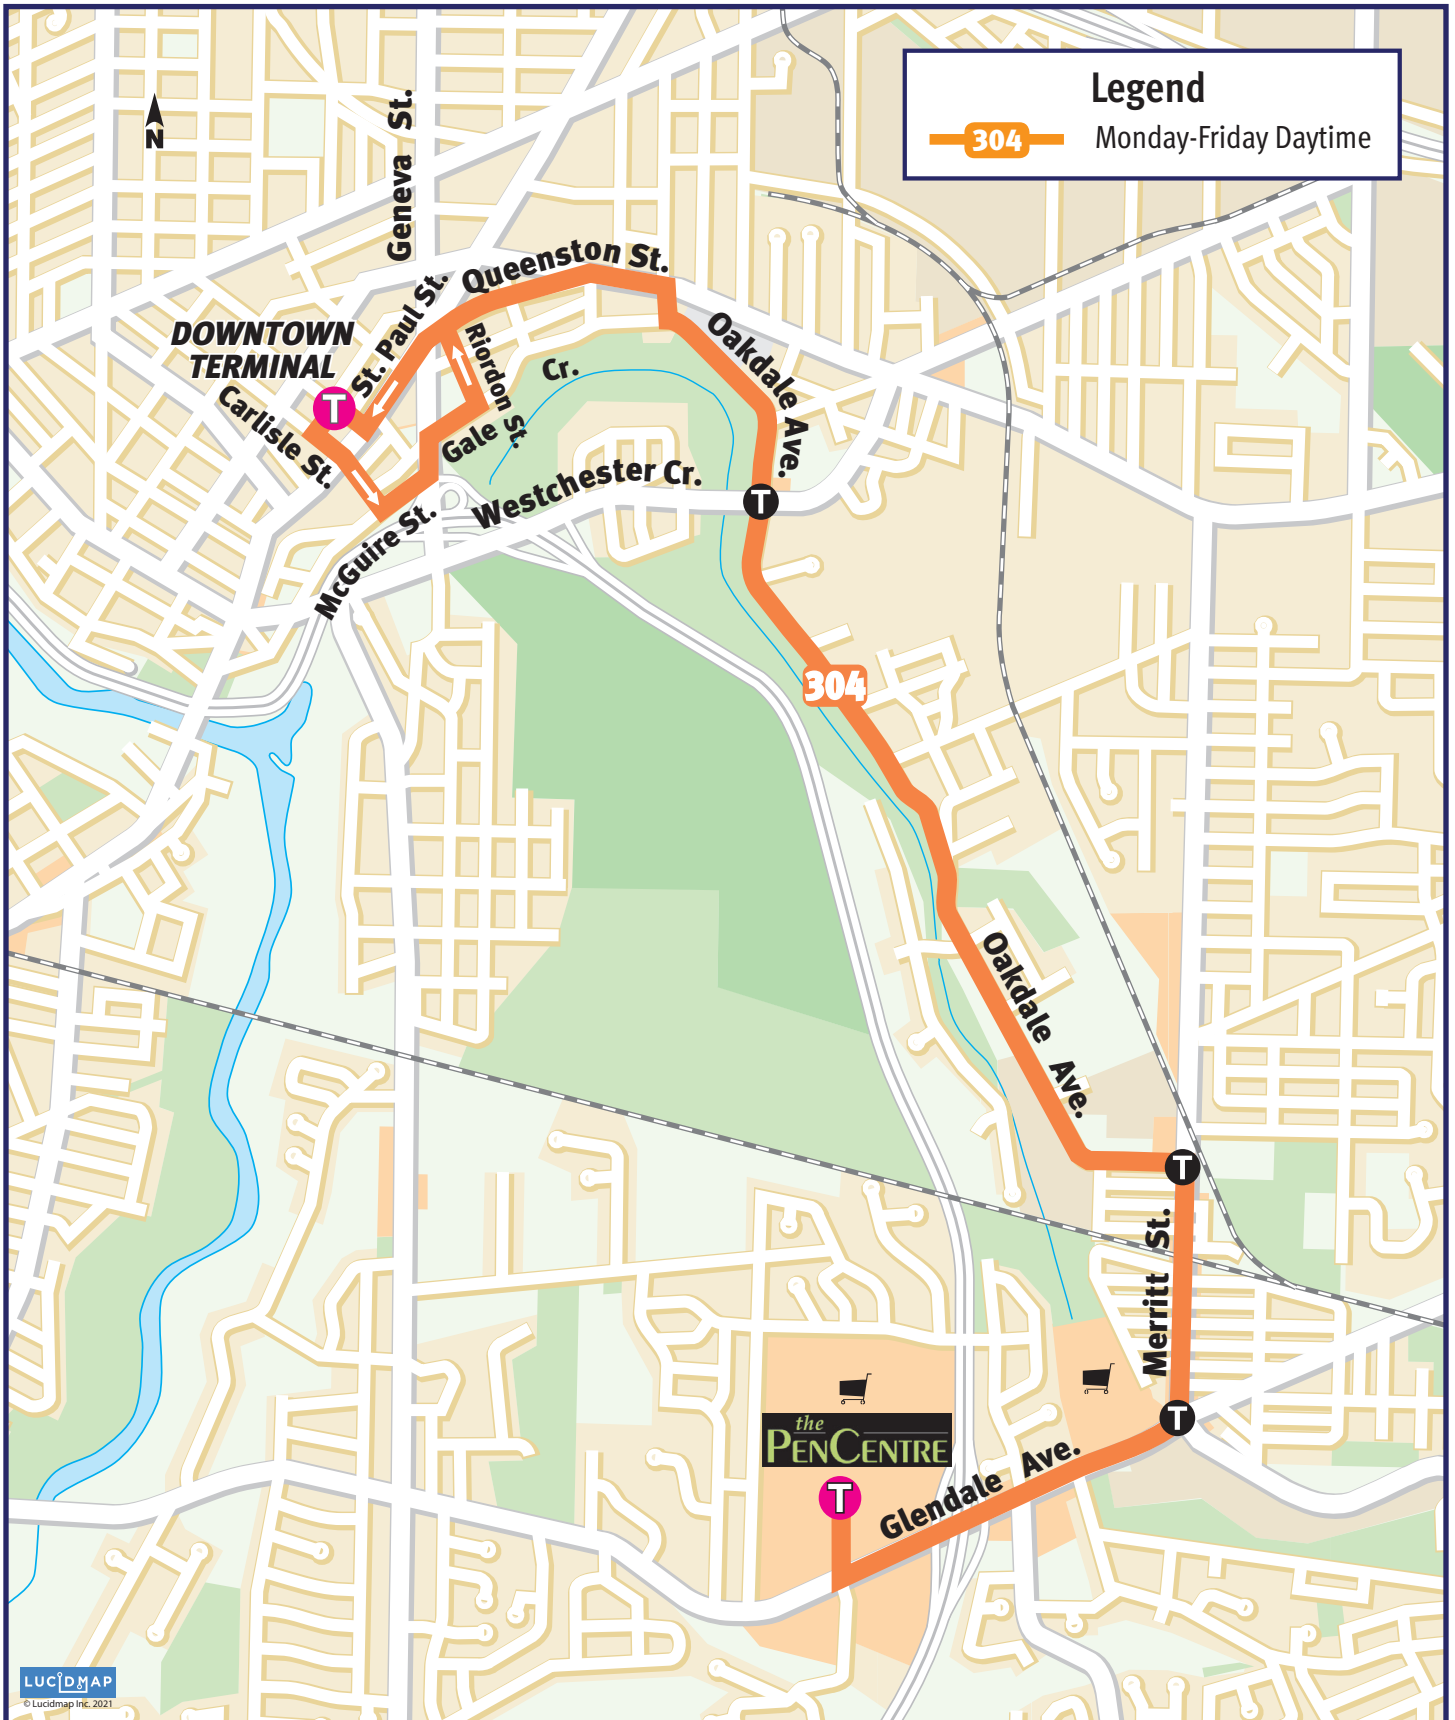 Legend
304
Monday-Friday Daytime
N
Geneva St.
Queenston St.
St. Paul St.
DOWNTOWN
TERMINAL
T
Carlisle St.
Riordon St.
Gale
Cr.
Oakdale Ave.
Westchester Cr.
T
McGuire St.
304
Oakdale Ave.
T
Merritt St.
T
the
PENCENTRE
T
Glendale Ave.
LUCIDMAP
© Lucidmap Inc. 2021